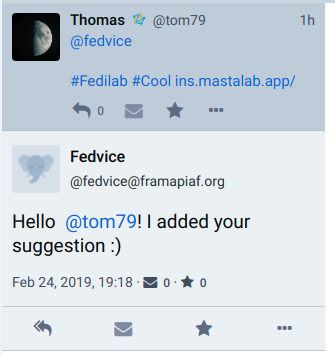 Thomas @tom79 1h
@fedvice
#Fedilab #Cool ins.mastalab.app/
0
Fedvice
@fedvice@framapiaf.org
Hello @tom79! I added your
suggestion :)
Feb 24, 2019, 19:18 · 0 · 0